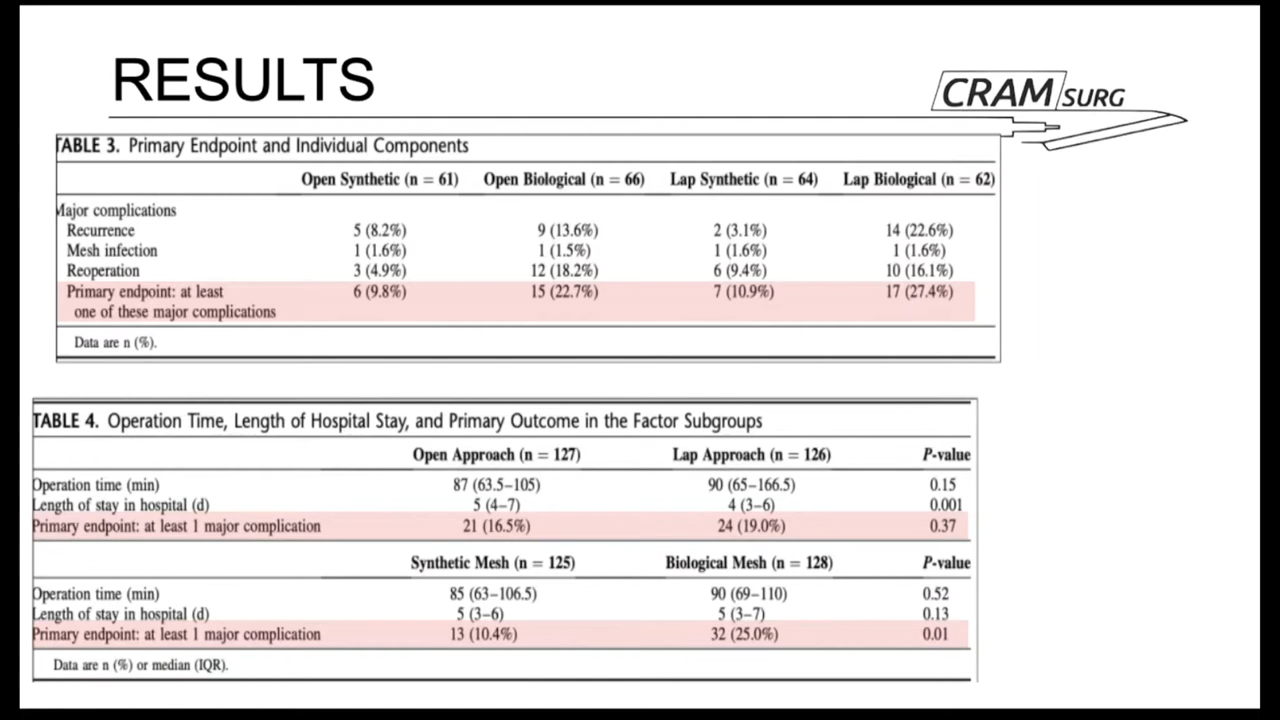 RESULTS
CRAM SURG
TABLE 3. Primary Endpoint and Individual Components
Open Synthetic (n = 61) Open Biological (n = 66) Lap Synthetic (n = 64) Lap Biological (n = 62)
Major complications
Recurrence 5 (8.2%) 9 (13.6%) 2 (3.1%) 14 (22.6%)
Mesh infection 1 (1.6%) 1 (1.5%) 1 (1.6%) 1 (1.6%)
Reoperation 3 (4.9%) 12 (18.2%) 6 (9.4%) 10 (16.1%)
Primary endpoint: at least 6 (9.8%) 15 (22.7%) 7 (10.9%) 17 (27.4%)
one of these major complications
Data are n (%).
TABLE 4. Operation Time, Length of Hospital Stay, and Primary Outcome in the Factor Subgroups
Open Approach (n = 127) Lap Approach (n = 126) P-value
Operation time (min) 87 (63.5–105) 90 (65–166.5) 0.15
Length of stay in hospital (d) 5 (4–7) 4 (3–6) 0.001
Primary endpoint: at least 1 major complication 21 (16.5%) 24 (19.0%) 0.37
Synthetic Mesh (n = 125) Biological Mesh (n = 128) P-value
Operation time (min) 85 (63–106.5) 90 (69–110) 0.52
Length of stay in hospital (d) 5 (3–6) 5 (3–7) 0.13
Primary endpoint: at least 1 major complication 13 (10.4%) 32 (25.0%) 0.01
Data are n (%) or median (IQR).